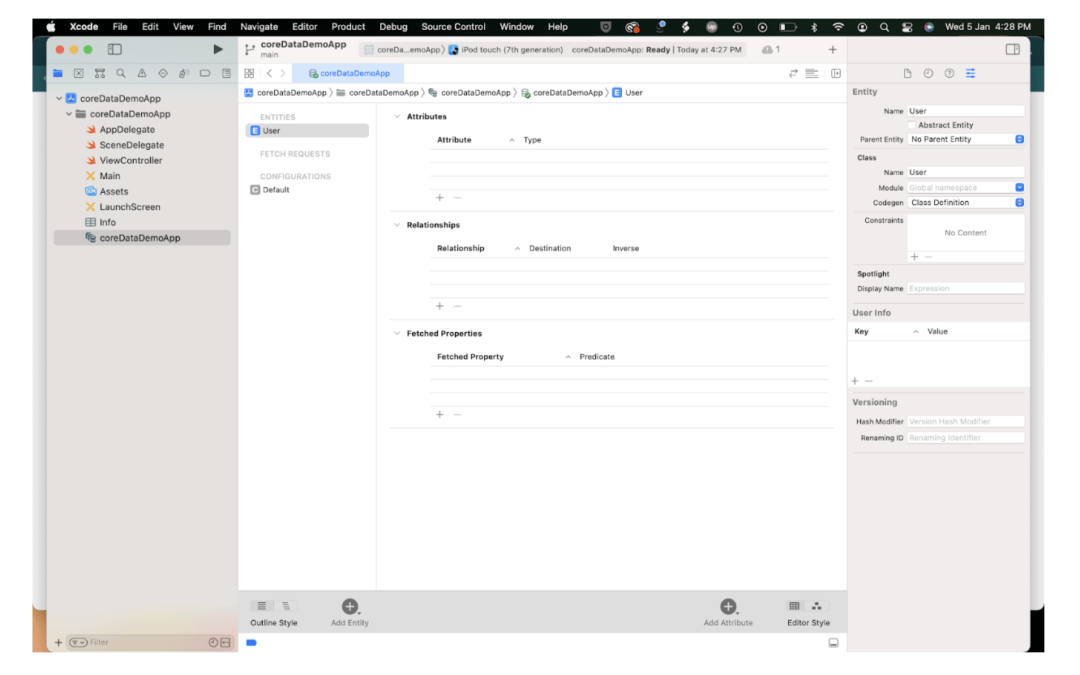 Xcode File Edit View Find Navigate Editor Product Debug Source Control Window Help Wed 5 Jan 4:28 PM
coreDataDemoApp
main
coreDa...emoApp 〉 iPod touch (7th generation) coreDataDemoApp: Ready | Today at 4:27 PM 1
coreDataDemoApp
coreDataDemoApp 〉 coreDataDemoApp 〉 coreDataDemoApp 〉 coreDataDemoApp 〉 E User
coreDataDemoApp
coreDataDemoApp
AppDelegate
SceneDelegate
ViewController
Main
Assets
LaunchScreen
Info
coreDataDemoApp
Filter
ENTITIES
E User
FETCH REQUESTS
CONFIGURATIONS
C Default
Attributes
Attribute Type
Relationships
Relationship Destination Inverse
Fetched Properties
Fetched Property Predicate
Outline Style Add Entity Add Attribute Editor Style
Entity
Name User
Abstract Entity
Parent Entity No Parent Entity
Class
Name User
Module Global namespace
Codegen Class Definition
Constraints
No Content
Spotlight
Display Name Expression
User Info
Key Value
Versioning
Hash Modifier Version Hash Modifier
Renaming ID Renaming Identifier